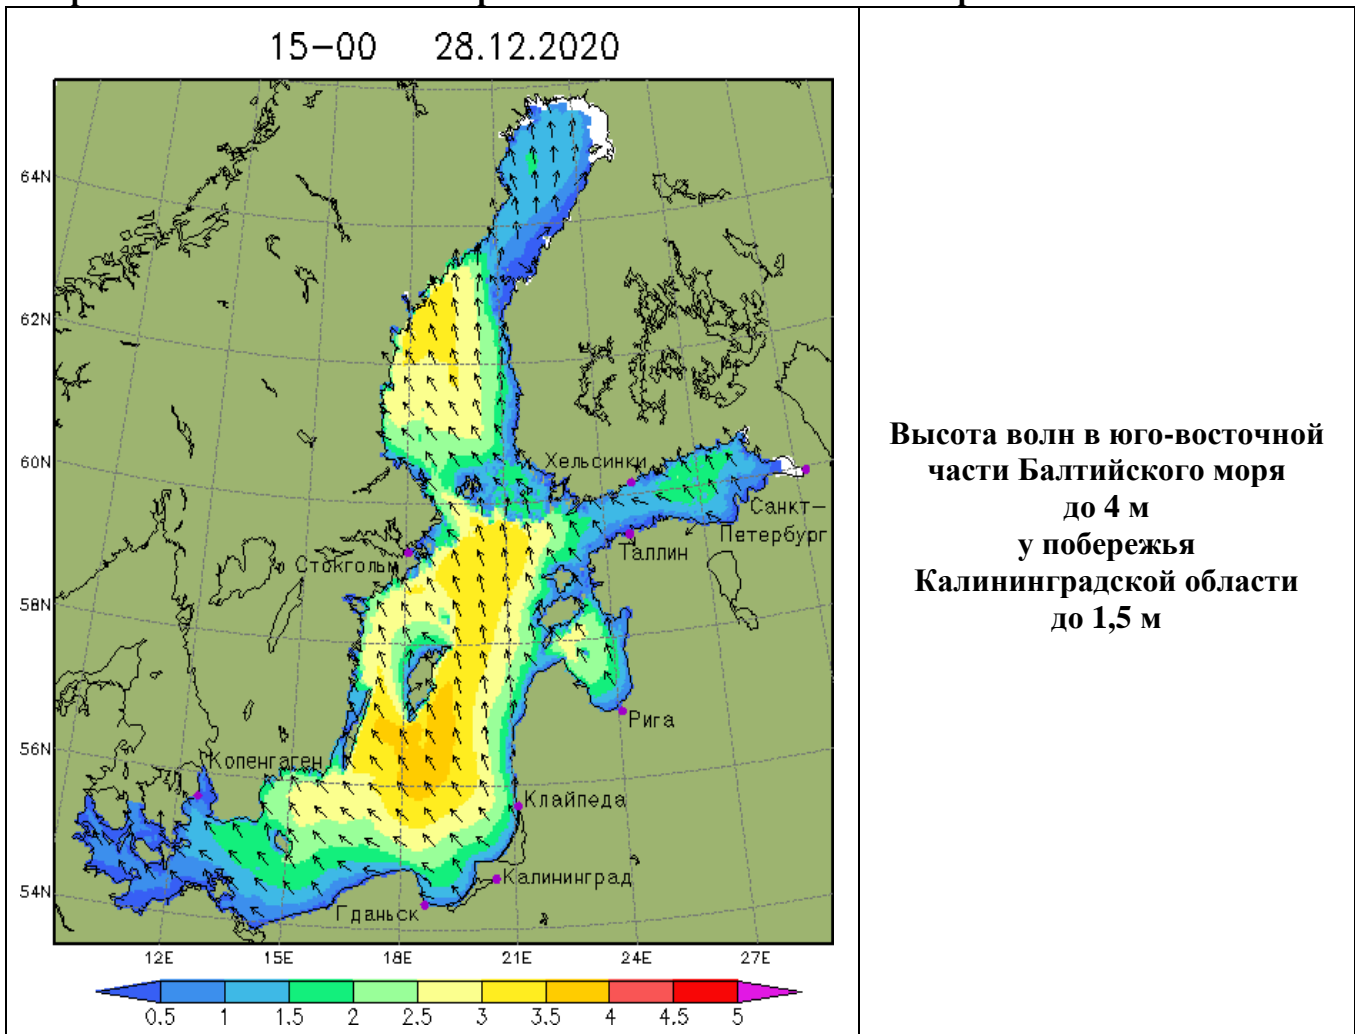 15-00 28.12.2020
64N
62N
60N
58N
56N
54N
Хельсинки
Санкт-
Петербург
Таллин
Стокгольм
Рига
Копенгаген
Клайпеда
Калининград
Гданьск
12E 15E 18E 21E 24E 27E
0.5 1 1.5 2 2.5 3 3.5 4 4.5 5
Высота волн в юго-восточной
части Балтийского моря
до 4 м
у побережья
Калининградской области
до 1,5 м